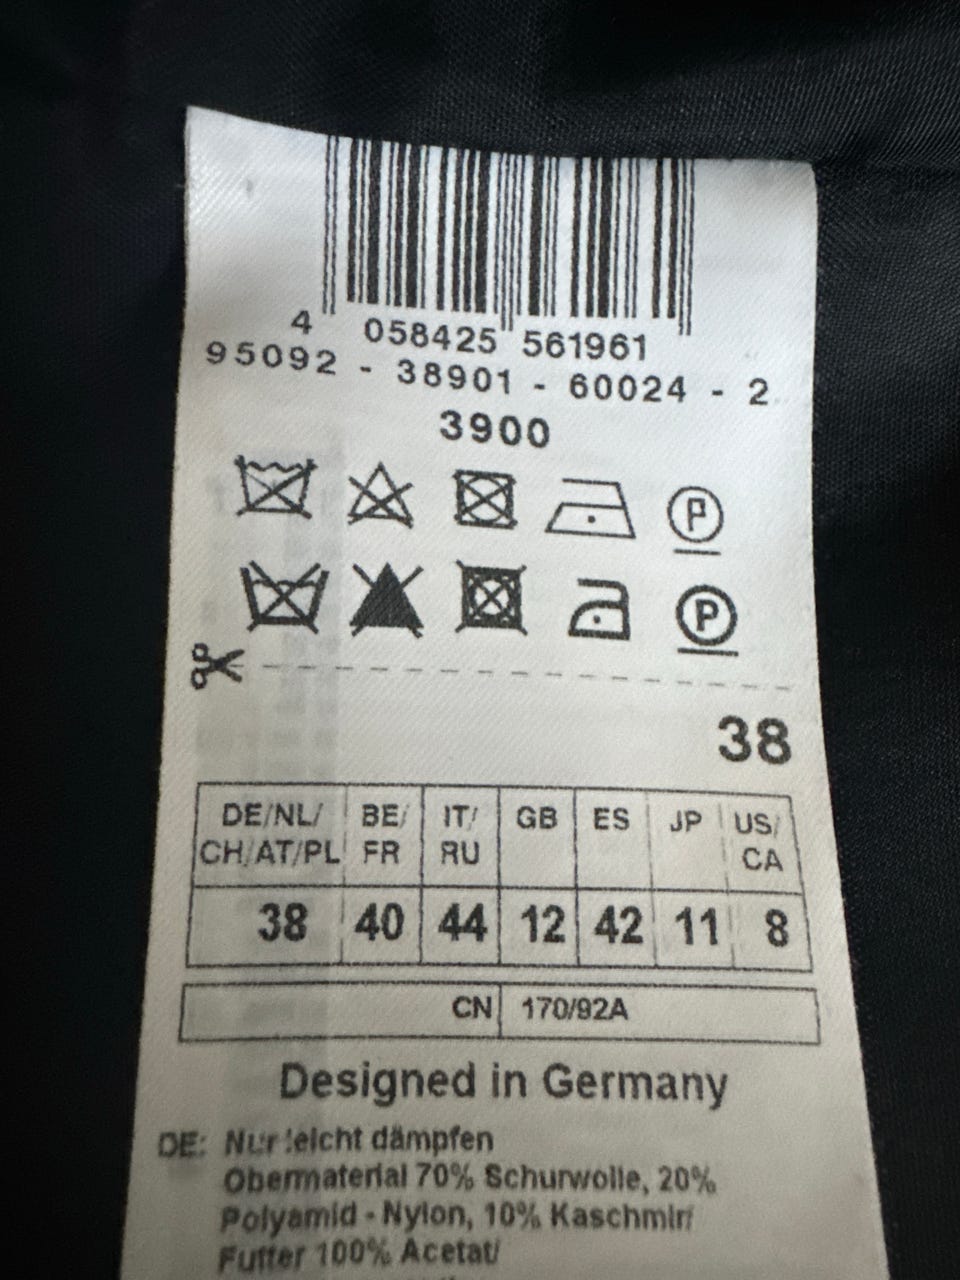 4 058425 561961
95092 - 38901 - 60024 - 2
3900
P
P
38
DE/NL/ BE/ IT/ GB ES JP US/
CH/AT/PL FR RU CA
38 40 44 12 42 11 8
CN 170/92A
Designed in Germany
DE: Nur leicht dämpfen
Obermaterial 70% Schurwolle, 20%
Polyamid - Nylon, 10% Kaschmir/
Futter 100% Acetat/